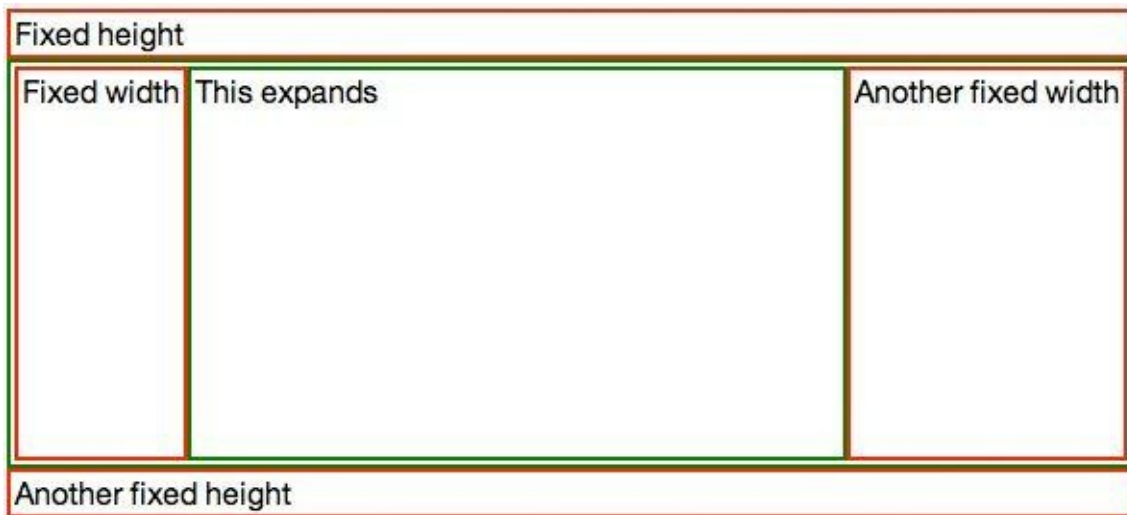 Fixed height
Fixed width
This expands
Another fixed width
Another fixed height